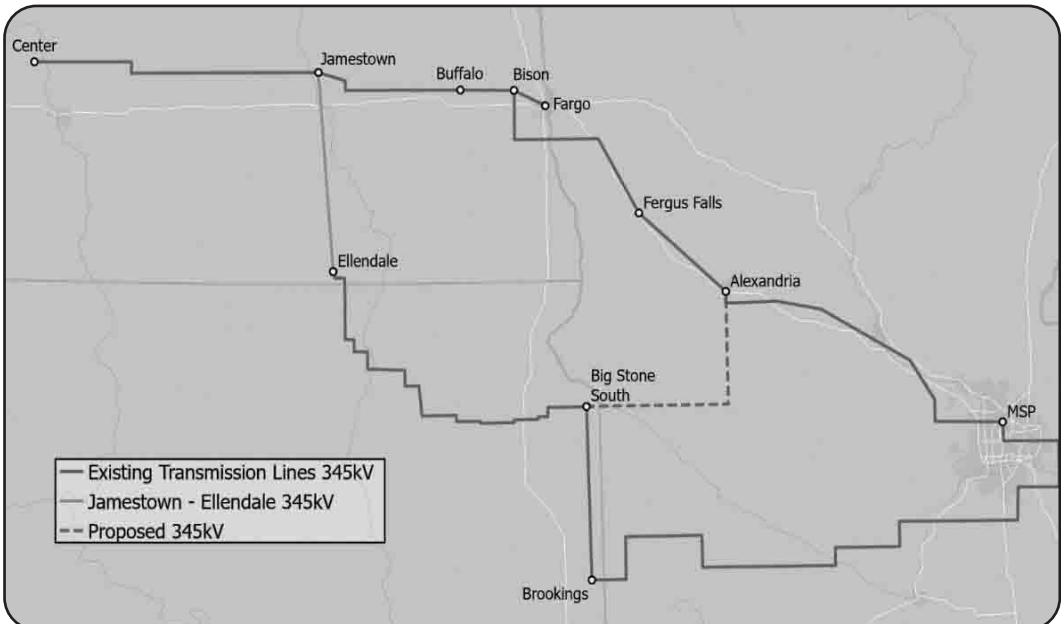 Center
Jamestown
Buffalo
Bison
Fargo
Fergus Falls
Ellendale
Alexandria
Big Stone
South
MSP
Existing Transmission Lines 345kV
Jamestown - Ellendale 345kV
Proposed 345kV
Brookings